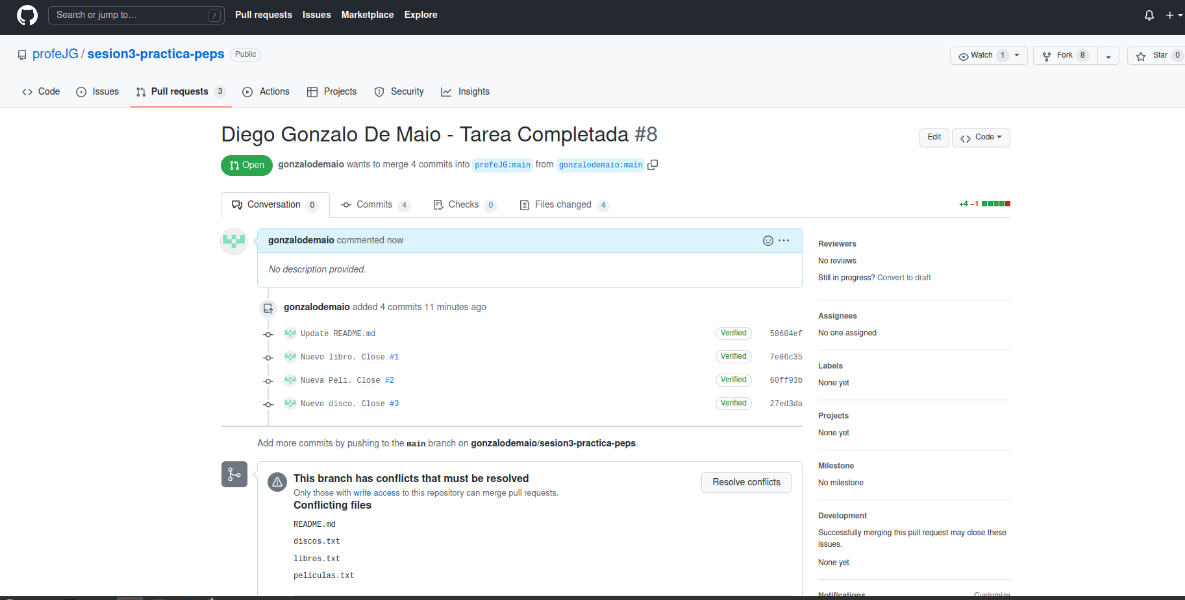 Search or jump to… / Pull requests Issues Marketplace Explore
profeJG / sesion3-practica-peps Public Watch 1 Fork 8 Star 0
Code Issues Pull requests 3 Actions Projects Security Insights
Diego Gonzalo De Maio - Tarea Completada #8 Edit Code
Open gonzalodemaio wants to merge 4 commits into profeJG:main from gonzalodemaio:main
Conversation 0 Commits 4 Checks 0 Files changed 4 +4 −1
gonzalodemaio commented now
No description provided.
gonzalodemaio added 4 commits 11 minutes ago
Update README.md Verified 58604ef
Nuevo libro. Close #1 Verified 7e86c35
Nueva Peli. Close #2 Verified 60ff93b
Nuevo disco. Close #3 Verified 27ed3da
Add more commits by pushing to the main branch on gonzalodemaio/sesion3-practica-peps.
This branch has conflicts that must be resolved Resolve conflicts
Only those with write access to this repository can merge pull requests.
Conflicting files
README.md
discos.txt
libros.txt
peliculas.txt
Reviewers
No reviews
Still in progress? Convert to draft
Assignees
No one assigned
Labels
None yet
Projects
None yet
Milestone
No milestone
Development
Successfully merging this pull request may close these
issues.
None yet
Notifications Customize